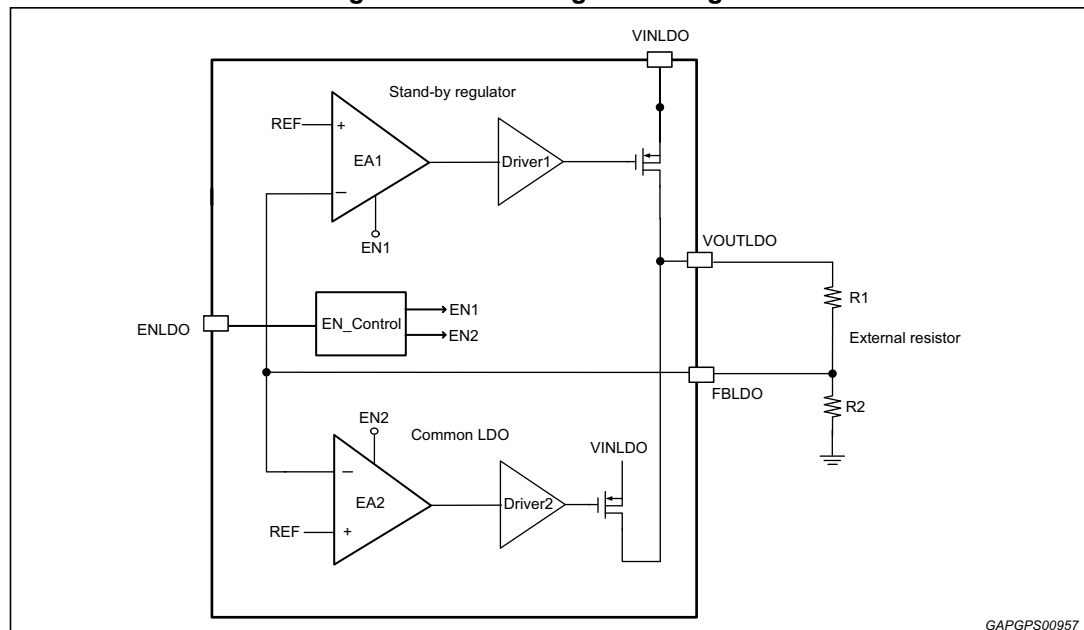 VINLDO
Stand-by regulator
REF
+
EA1
Driver1
−
EN1
VOUTLDO
R1
ENLDO
EN_Control
EN1
EN2
External resistor
FBLDO
R2
EN2
Common LDO
VINLDO
−
EA2
Driver2
REF
+
GAPGPS00957